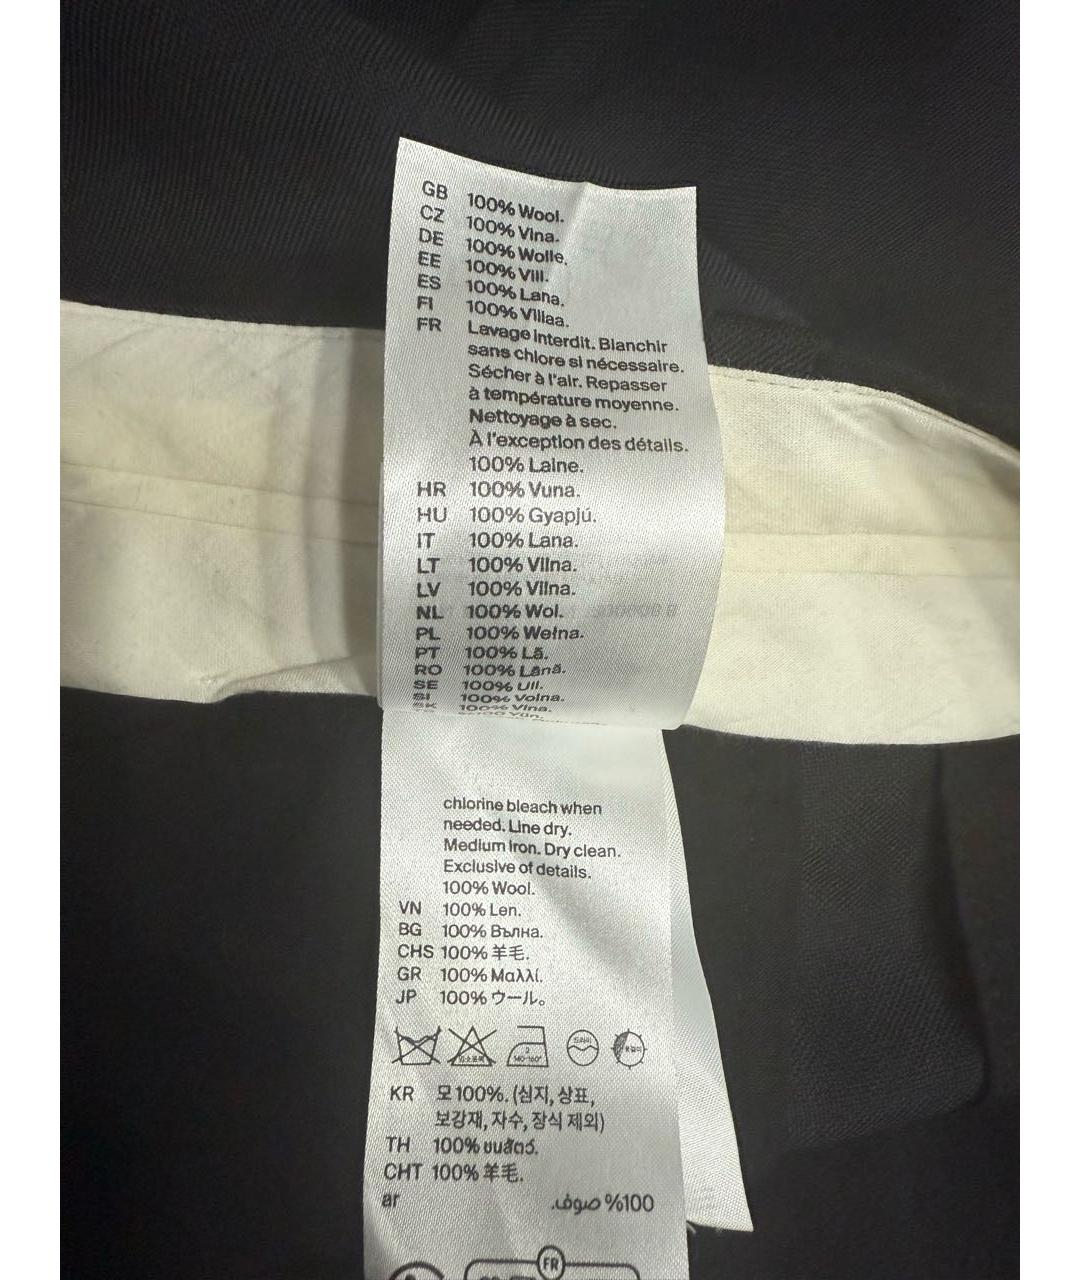 GB 100% Wool.
CZ 100% Vlna.
DE 100% Wolle.
EE 100% Vill.
ES 100% Lana.
FI 100% Villaa.
FR Lavage interdit. Blanchir
sans chlore si nécessaire.
Sécher à l'air. Repasser
à température moyenne.
Nettoyage à sec.
À l'exception des détails.
100% Laine.
HR 100% Vuna.
HU 100% Gyapjú.
IT 100% Lana.
LT 100% Vilna.
LV 100% Vilna.
NL 100% Wol.
PL 100% Wełna.
PT 100% Lã.
RO 100% Lână.
SE 100% Ull.
SI 100% Volna.
SK 100% Vlna.
chlorine bleach when
needed. Line dry.
Medium iron. Dry clean.
Exclusive of details.
100% Wool.
VN 100% Len.
BG 100% Вълна.
CHS 100% 羊毛.
GR 100% Μαλλί.
JP 100% ウール。
2
140-160°
KR 모 100%. (심지, 상표,
보강재, 자수, 장식 제외)
TH 100% ขนสัตว์.
CHT 100% 羊毛.
ar 100% صوف.
FR